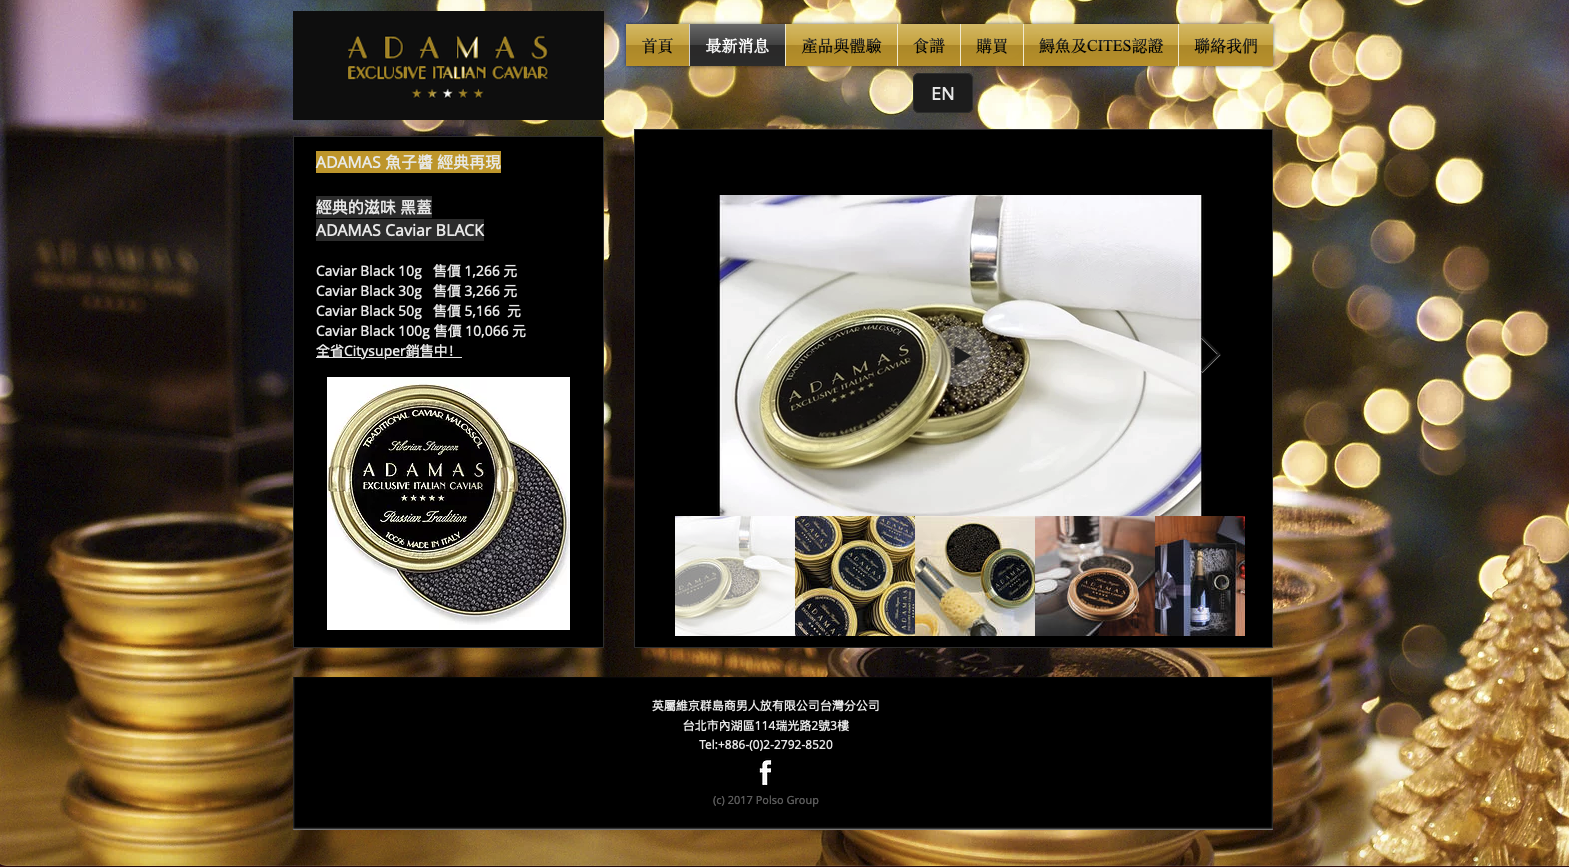 ADAMAS
EXCLUSIVE ITALIAN CAVIAR
首頁
最新消息
產品與體驗
食譜
購買
鱘魚及CITES認證
聯絡我們
EN
ADAMAS 魚子醬 經典再現
經典的滋味 黑蓋
ADAMAS Caviar BLACK
Caviar Black 10g 售價 1,266 元
Caviar Black 30g 售價 3,266 元
Caviar Black 50g 售價 5,166 元
Caviar Black 100g 售價 10,066 元
全省Citysuper銷售中!
TRADITIONAL CAVIAR MALOSSOL
Siberian Sturgeon
ADAMAS
EXCLUSIVE ITALIAN CAVIAR
Russian Tradition
100% MADE IN ITALY
TRADITIONAL CAVIAR MALOSSOL
ADAMAS
EXCLUSIVE ITALIAN CAVIAR
100% MADE IN ITALY
ADAMAS
ADAMAS
英屬維京群島商男人放有限公司台灣分公司
台北市內湖區114瑞光路2號3樓
Tel:+886-(0)2-2792-8520
f
(c) 2017 Polso Group